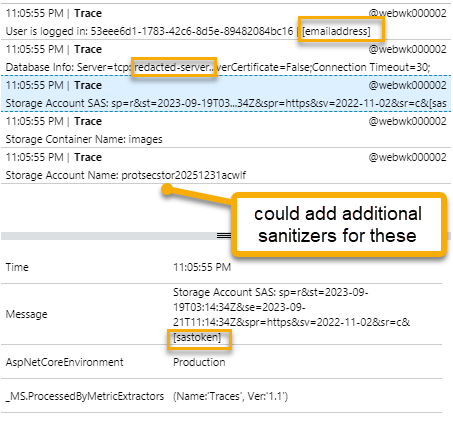 11:05:55 PM | Trace @webwk000002
User is logged in: 53eee6d1-1783-42c6-8d5e-89482084bc16 | [emailaddress]
11:05:55 PM | Trace @webwk000002
Database Info: Server=tcp: redacted-server. verCertificate=False;Connection Timeout=30;
11:05:55 PM | Trace @webwk000002
Storage Account SAS: sp=r&st=2023-09-19T03...34Z&spr=https&sv=2022-11-02&sr=c&[sas
11:05:55 PM | Trace @webwk000002
Storage Container Name: images
11:05:55 PM | Trace @webwk000002
Storage Account Name: protsecstor20251231acwlf
could add additional
sanitizers for these
Time 11:05:55 PM
Message Storage Account SAS: sp=r&st=2023-09-
19T03:14:34Z&se=2023-09-
21T11:14:34Z&spr=https&sv=2022-11-02&sr=c&
[sastoken]
AspNetCoreEnvironment Production
_MS.ProcessedByMetricExtractors (Name:'Traces', Ver:'1.1')